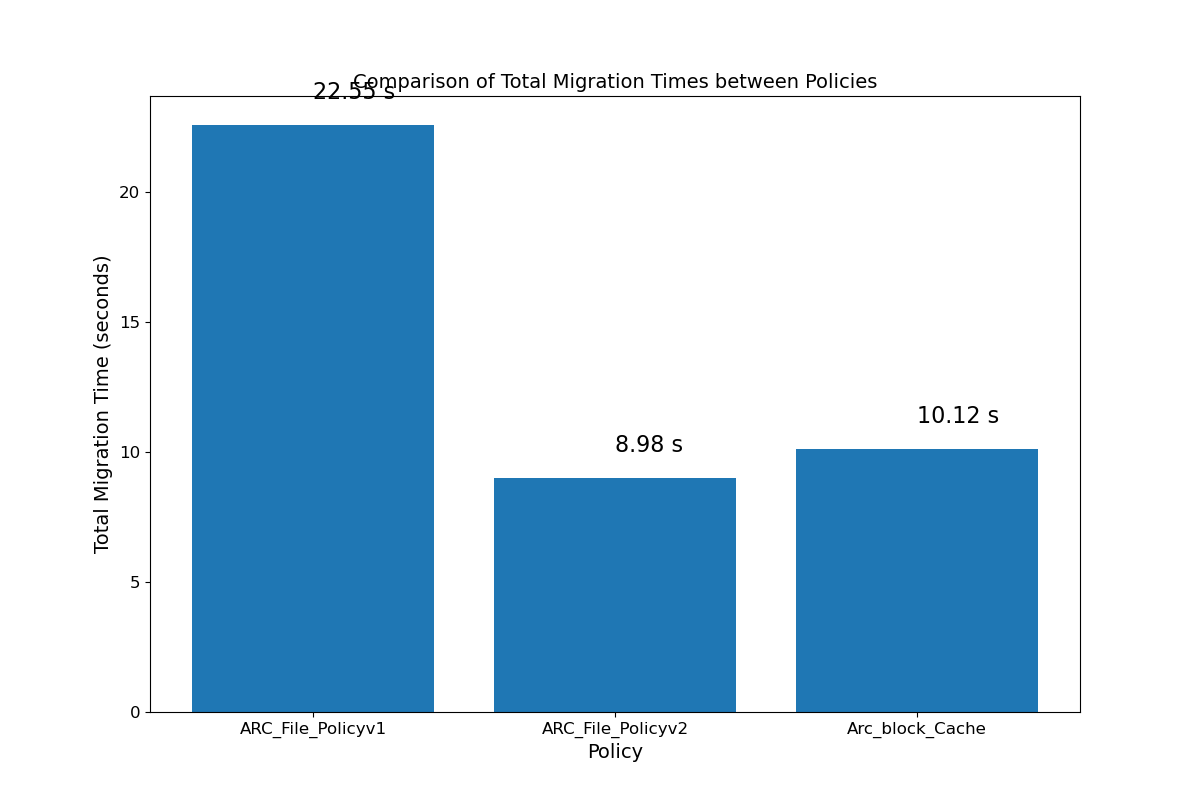 Comparison of Total Migration Times between Policies
22.55 s
20
15
10
5
0
Total Migration Time (seconds)
8.98 s
10.12 s
ARC_File_Policyv1
ARC_File_Policyv2
Arc_block_Cache
Policy